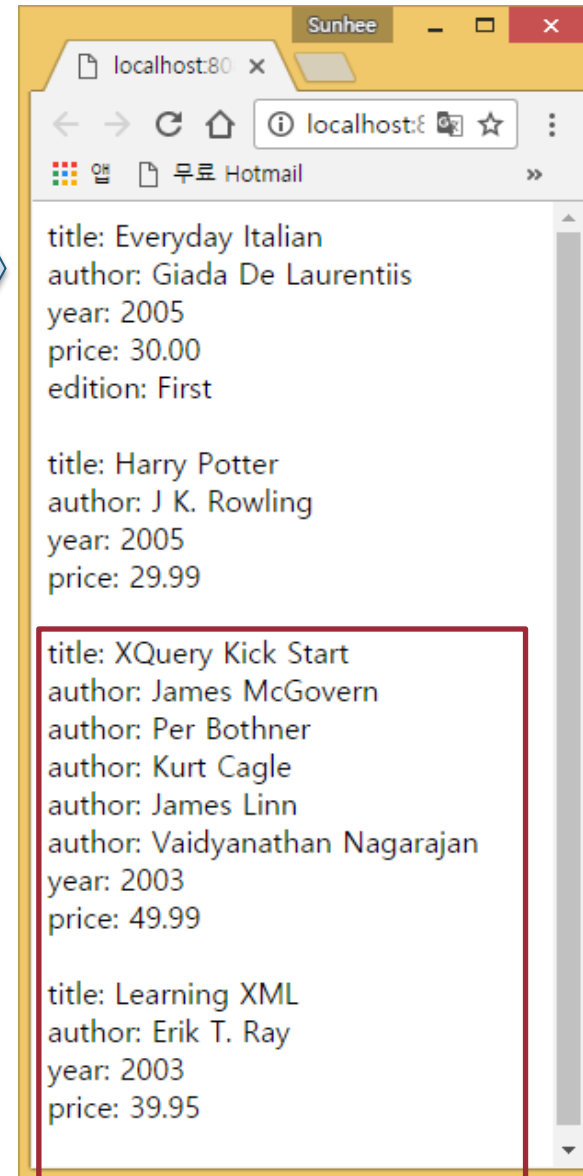 Sunhee
localhost:80
localhost:8
앱 무료 Hotmail »
title: Everyday Italian
author: Giada De Laurentiis
year: 2005
price: 30.00
edition: First
title: Harry Potter
author: J K. Rowling
year: 2005
price: 29.99
title: XQuery Kick Start
author: James McGovern
author: Per Bothner
author: Kurt Cagle
author: James Linn
author: Vaidyanathan Nagarajan
year: 2003
price: 49.99
title: Learning XML
author: Erik T. Ray
year: 2003
price: 39.95